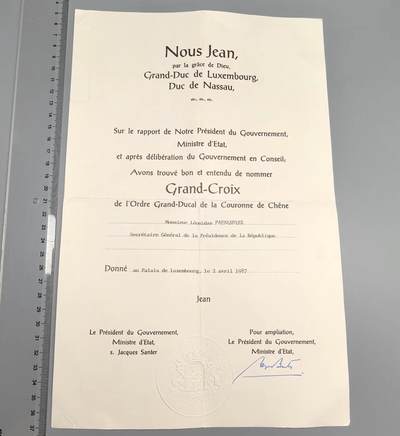 Nous Jean,
par la grâce de Dieu,
Grand-Duc de Luxembourg,
Duc de Nassau,
Sur le rapport de Notre Président du Gouvernement,
Ministre d'Etat,
et après délibération du Gouvernement en Conseil;
Avons trouvé bon et entendu de nommer
Grand-Croix
de l'Ordre Grand-Ducal de la Couronne de Chêne
Monsieur Léonidas
Secrétaire Général de la Présidence de la République
Donné au Palais de Luxembourg, le 2 avril 1987
Jean
Le Président du Gouvernement,
Ministre d'Etat,
s. Jacques Santer
Pour ampliation,
Le Président du Gouvernement,
Ministre d'Etat,